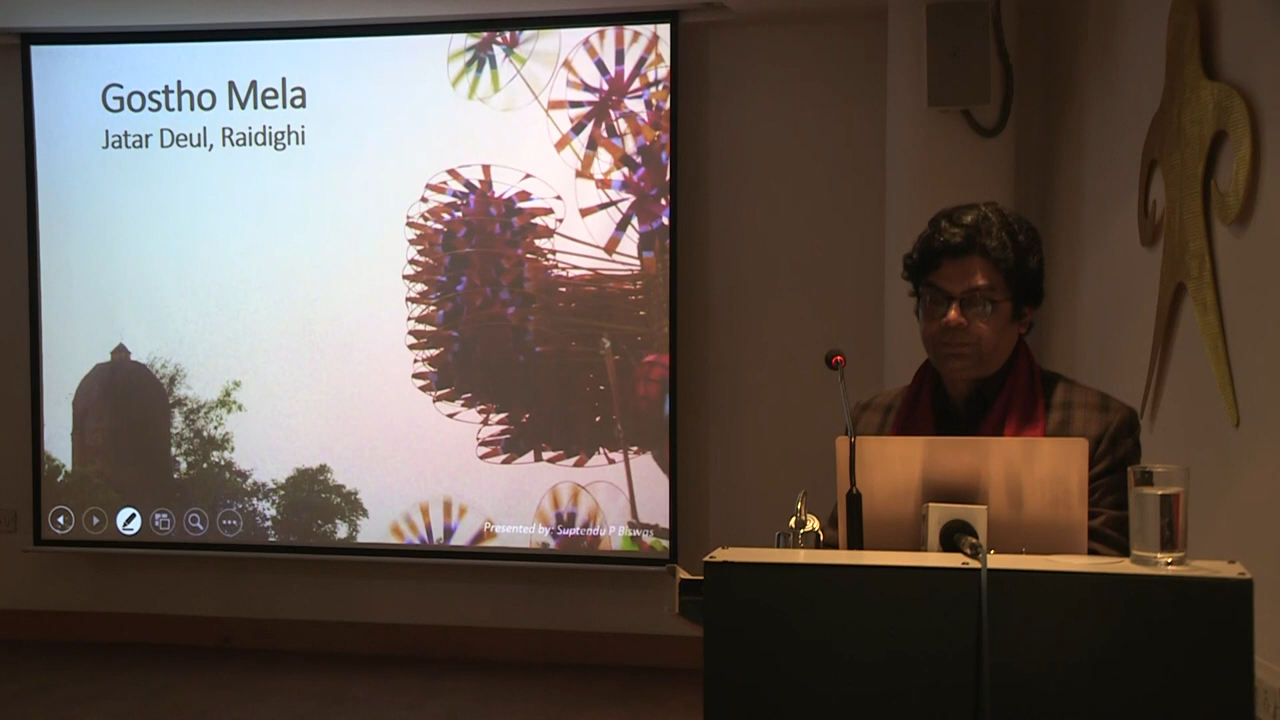 Gostho Mela
Jatar Deul, Raidighi
Presented by: Suptendu P Biswas